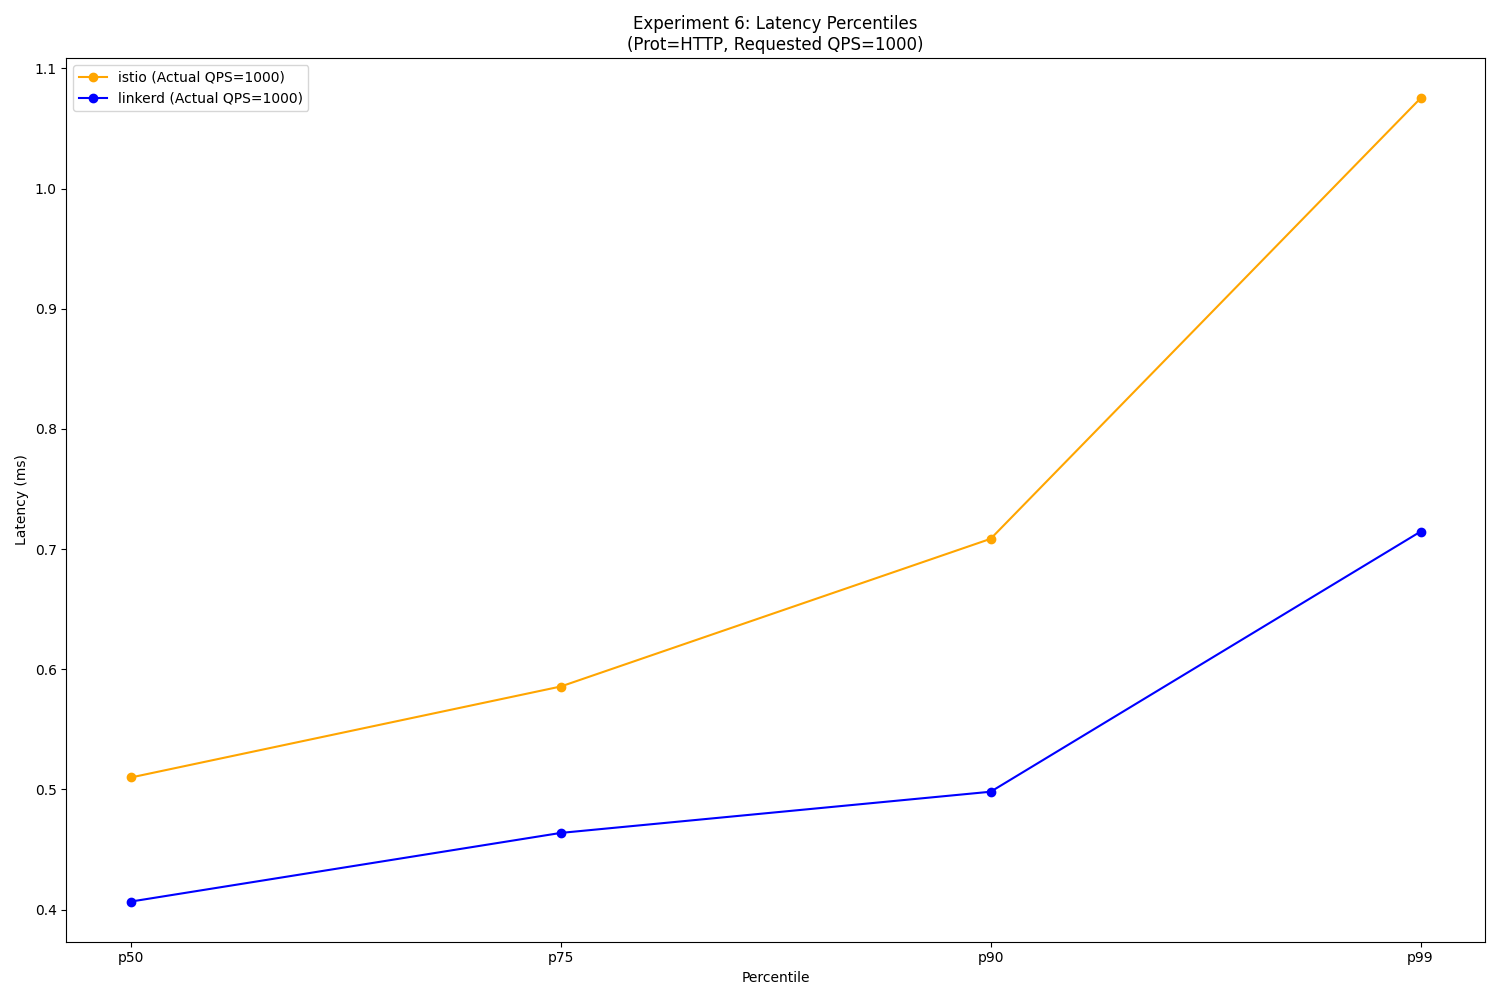 Experiment 6: Latency Percentiles
(Prot=HTTP, Requested QPS=1000)
istio (Actual QPS=1000)
linkerd (Actual QPS=1000)
Latency (ms)
1.1
1.0
0.9
0.8
0.7
0.6
0.5
0.4
p50
p75
p90
p99
Percentile